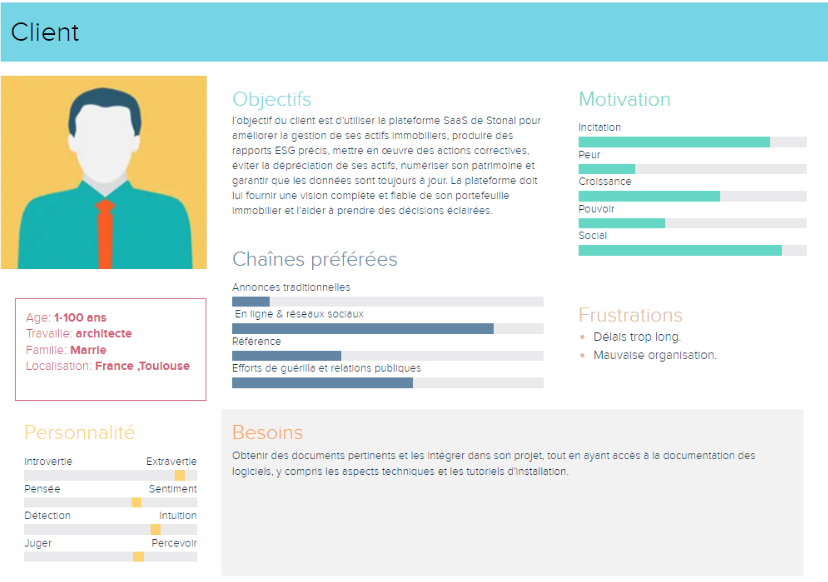 Client
Objectifs
l'objectif du client est d'utiliser la plateforme SaaS de Stonal pour
améliorer la gestion de ses actifs immobiliers, produire des
rapports ESG précis, mettre en œuvre des actions correctives,
éviter la dépréciation de ses actifs, numériser son patrimoine et
garantir que les données sont toujours à jour. La plateforme doit
lui fournir une vision complète et fiable de son portefeuille
immobilier et l'aider à prendre des décisions éclairées.
Motivation
Incitation
Peur
Croissance
Pouvoir
Social
Chaînes préférées
Annonces traditionnelles
En ligne & réseaux sociaux
Référence
Efforts de guérilla et relations publiques
Frustrations
Délais trop long.
Mauvaise organisation.
Age: 1-100 ans
Travaille: architecte
Famille: Marrie
Localisation: France ,Toulouse
Personnalité
Introvertie Extravertie
Pensée Sentiment
Détection Intuition
Juger Percevoir
Besoins
Obtenir des documents pertinents et les intégrer dans son projet, tout en ayant accès à la documentation des
logiciels, y compris les aspects techniques et les tutoriels d'installation.